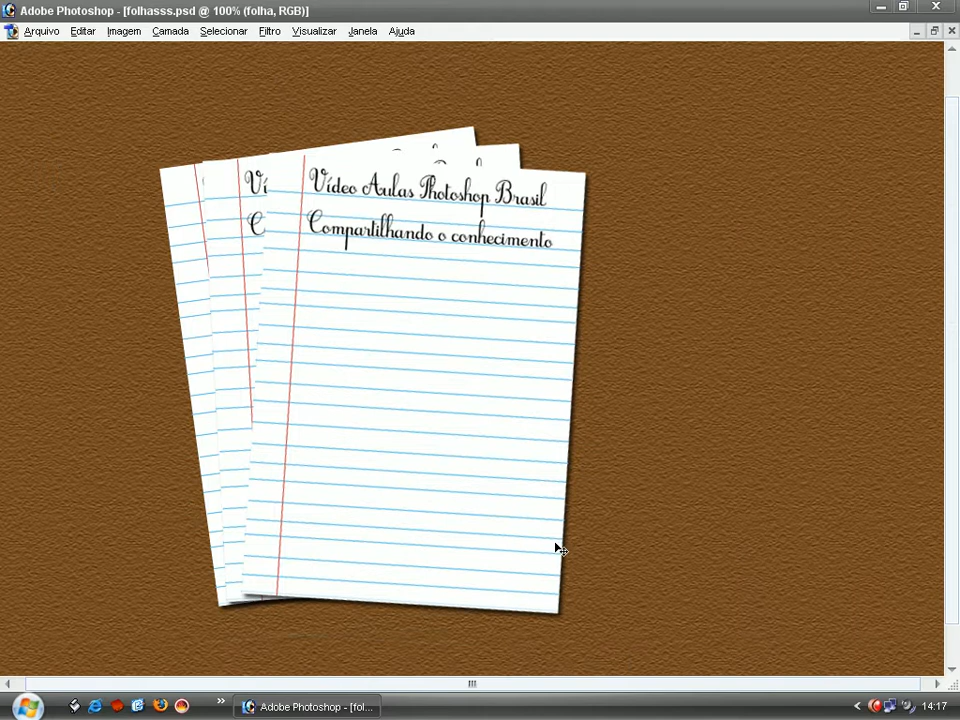 Adobe Photoshop - [folhasss.psd @ 100% (folha, RGB)]
Arquivo Editar Imagem Camada Selecionar Filtro Visualizar Janela Ajuda
Ví
Vídeo Aulas Photoshop Brasil
C
Compartilhando o conhecimento
Adobe Photoshop - [fol...
14:17